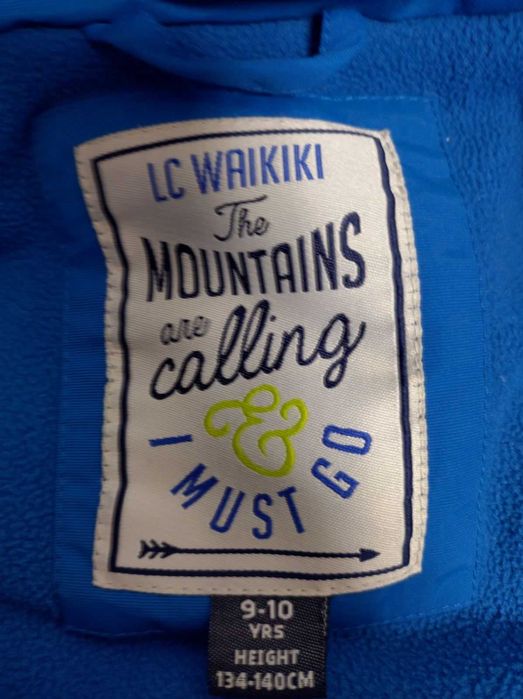 LC WAIKIKI
The
MOUNTAINS
are
calling
&
I MUST GO
9-10
YRS
HEIGHT
134-140CM